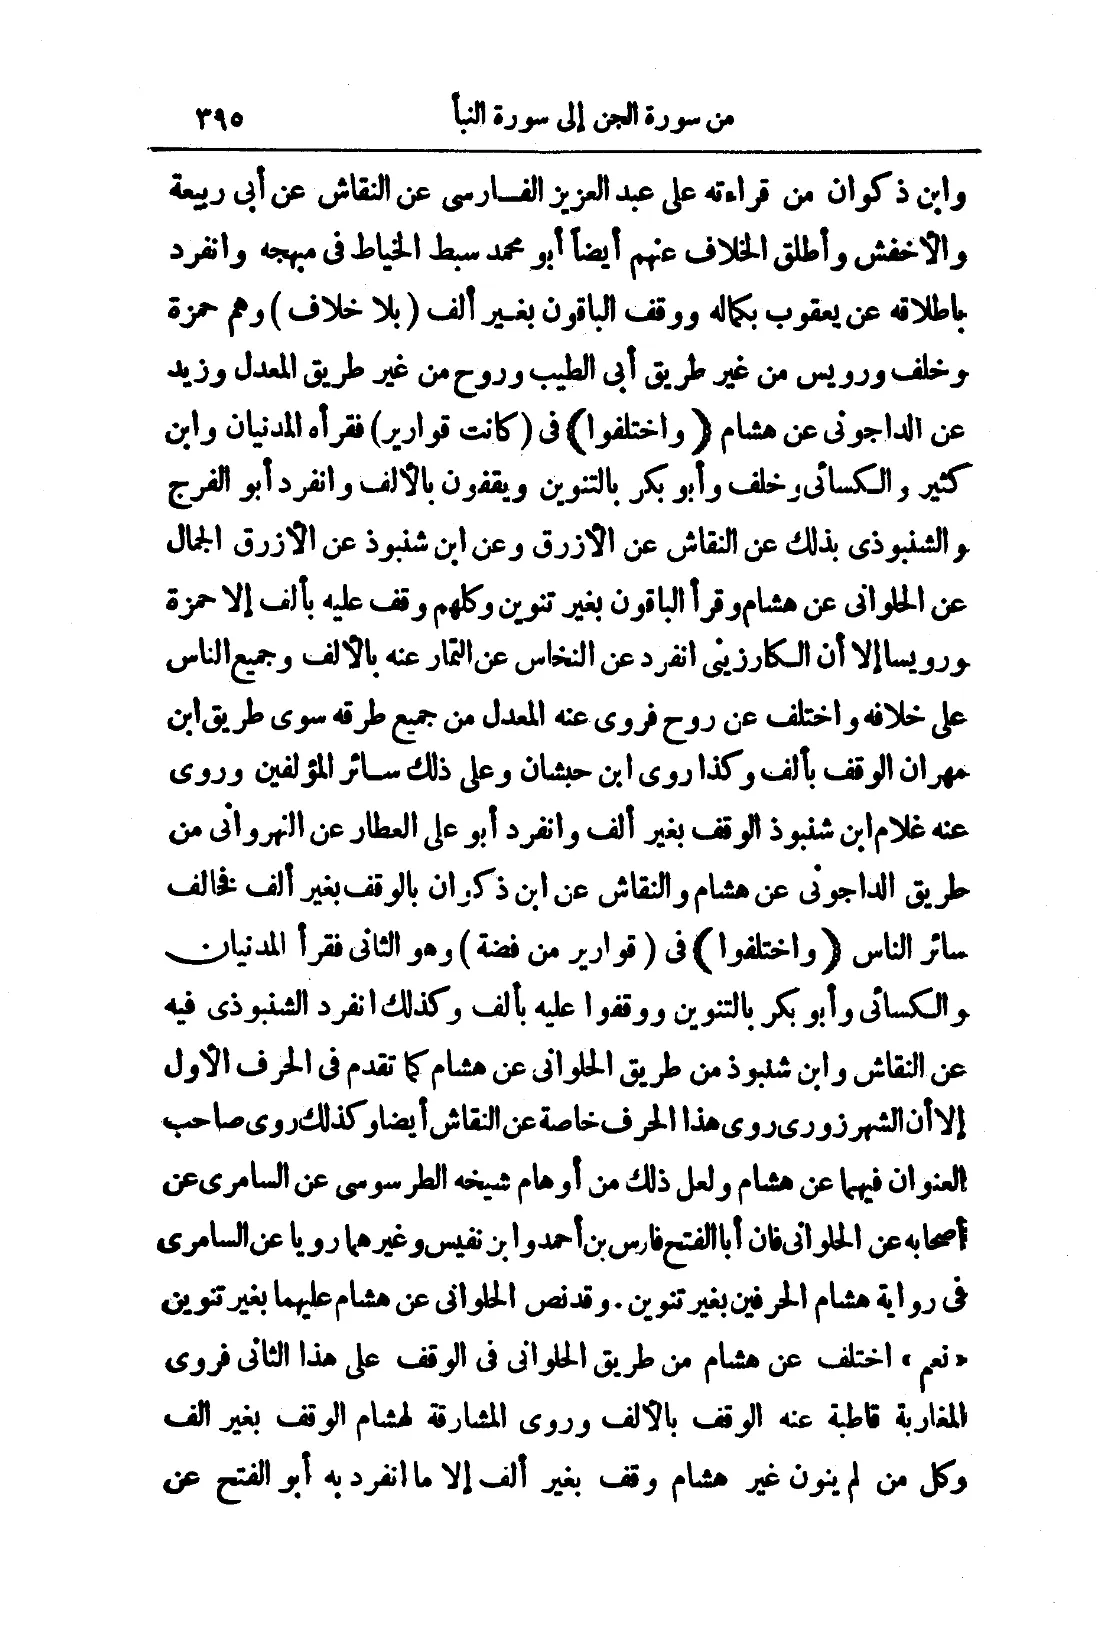 من سورة الجن إلى سورة النبأ ٣٩٥
وابن ذكوان من قراءته على عبد العزيز الفارسى عن النقاش عن أبى ربيعة
والأخفش وأطلق الخلاف عنهم أيضاً أبو محمد سبط الخياط فى مبهجه وانفرد
باطلاقه عن يعقوب بكماله ووقف الباقون بغير ألف ( بلا خلاف ) وهم حمزة
وخلف ورويس من غير طريق أبى الطيب وروح من غير طريق المعدل وزيد
عن الداجونى عن هشام ( واختلفوا ) فى ( كانت قوارير ) فقرأه المدنيان وابن
كثير والكسائى وخلف وأبو بكر بالتنوين ويقفون بالألف وانفرد أبو الفرج
والشنبوذى بذلك عن النقاش عن الأزرق وعن ابن شنبوذ عن الأزرق الجمال
عن الحلوانى عن هشام وقرأ الباقون بغير تنوين وكلهم وقف عليه بألف إلا حمزة
ورويسا إلا أن الكارزينى انفرد عن النخاس عن التمار عنه بالألف وجميع الناس
على خلافه واختلف عن روح فروى عنه المعدل من جميع طرقه سوى طريق ابن
مهران الوقف بألف وكذا روى ابن حبشان وعلى ذلك سائر المؤلفين وروى
عنه غلام ابن شنبوذ الوقف بغير ألف وانفرد أبو على العطار عن النهروانى من
طريق الداجونى عن هشام والنقاش عن ابن ذكوان بالوقف بغير ألف فخالف
سائر الناس ( واختلفوا ) فى ( قوارير من فضة ) وهو الثانى فقرأ المدنيان
والكسائى وأبو بكر بالتنوين ووقفوا عليه بألف وكذلك انفرد الشنبوذى فيه
عن النقاش وابن شنبوذ من طريق الحلوانى عن هشام كما تقدم فى الحرف الأول
إلا أن الشهرزورى روى هذا الحرف خاصة عن النقاش أيضا وكذلك روى صاحب
العنوان فيهما عن هشام ولعل ذلك من أوهام شيخه الطرسوسى عن السامرى عن
أصحابه عن الحلوانى فان أبا الفتح فارس بن أحمد وابن نفيس وغيرهما رويا عن السامرى
فى رواية هشام الحرفين بغير تنوين . وقد نص الحلوانى عن هشام عليهما بغير تنوين
« نعم » اختلف عن هشام من طريق الحلوانى فى الوقف على هذا الثانى فروى
المغاربة قاطبة عنه الوقف بالألف وروى المشارقة لهشام الوقف بغير الف
وكل من لم ينون غير هشام وقف بغير ألف إلا ما انفرد به أبو الفتح عن